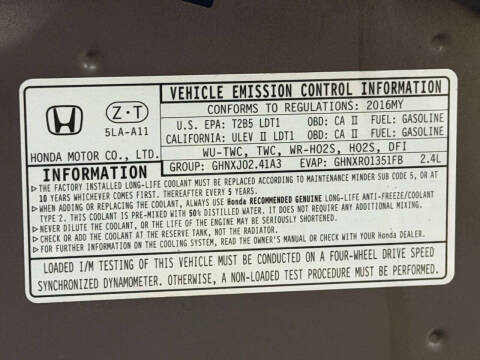 Z·T
5LA-A11
HONDA MOTOR CO., LTD.
VEHICLE EMISSION CONTROL INFORMATION
CONFORMS TO REGULATIONS: 2016MY
U.S. EPA: T2B5 LDT1 OBD: CA II FUEL: GASOLINE
CALIFORNIA: ULEV II LDT1 OBD: CA II FUEL: GASOLINE
WU-TWC, TWC, WR-HO2S, HO2S, DFI
GROUP: GHNXJ02.41A3 EVAP: GHNXR01351FB 2.4L
INFORMATION
▷ THE FACTORY INSTALLED LONG-LIFE COOLANT MUST BE REPLACED ACCORDING TO MAINTENANCE MINDER SUB CODE 5, OR AT
10 YEARS WHICHEVER COMES FIRST. THEREAFTER EVERY 5 YEARS.
▷ WHEN ADDING OR REPLACING COOLANT, ALWAYS USE Honda RECOMMENDED GENUINE LONG-LIFE ANTI-FREEZE/COOLANT
TYPE 2. THIS COOLANT IS PRE-MIXED WITH 50% DISTILLED WATER. IT DOES NOT REQUIRE ANY ADDITIONAL MIXING.
▷ NEVER DILUTE THE COOLANT, OR THE LIFE OF THE ENGINE MAY BE SERIOUSLY SHORTENED.
▷ CHECK OR ADD THE COOLANT AT THE RESERVE TANK, NOT THE RADIATOR.
▷ FOR FURTHER INFORMATION ON THE COOLING SYSTEM, READ THE OWNER'S MANUAL OR CHECK WITH YOUR Honda DEALER.
LOADED I/M TESTING OF THIS VEHICLE MUST BE CONDUCTED ON A FOUR-WHEEL DRIVE SPEED
SYNCHRONIZED DYNAMOMETER. OTHERWISE, A NON-LOADED TEST PROCEDURE MUST BE PERFORMED.